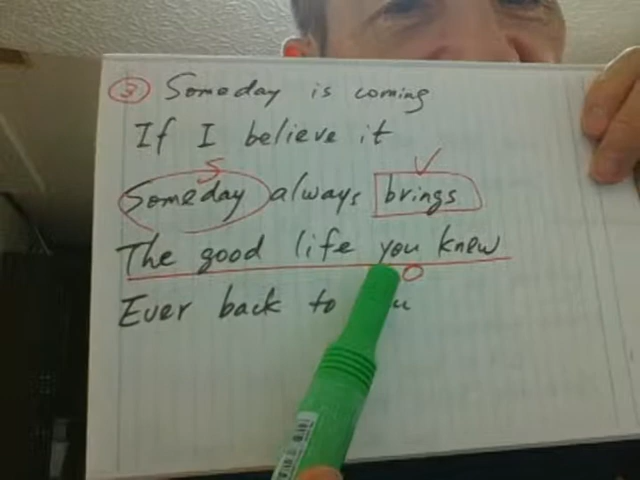 ③ Someday is coming
If I believe it
S V
Someday always brings
The good life you knew
O
Ever back to